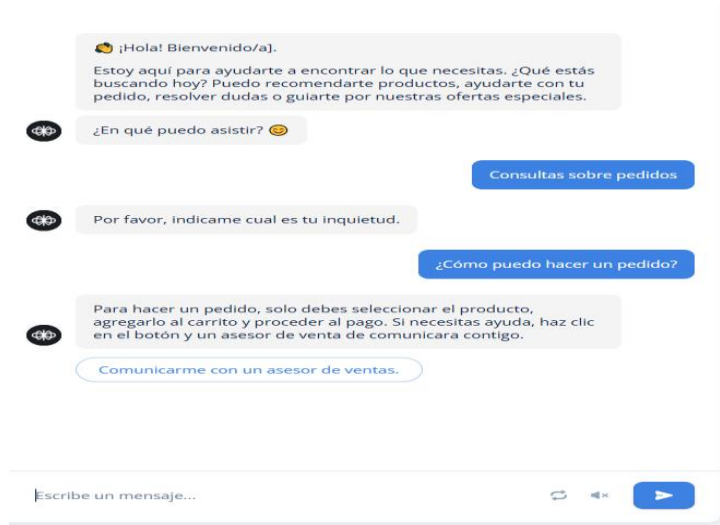 👏 ¡Hola! Bienvenido/a].
Estoy aquí para ayudarte a encontrar lo que necesitas. ¿Qué estás
buscando hoy? Puedo recomendarte productos, ayudarte con tu
pedido, resolver dudas o guiarte por nuestras ofertas especiales.
¿En qué puedo asistir? 😊
Consultas sobre pedidos
Por favor, indicame cual es tu inquietud.
¿Cómo puedo hacer un pedido?
Para hacer un pedido, solo debes seleccionar el producto,
agregarlo al carrito y proceder al pago. Si necesitas ayuda, haz clic
en el botón y un asesor de venta de comunicara contigo.
Comunicarme con un asesor de ventas.
Escribe un mensaje...